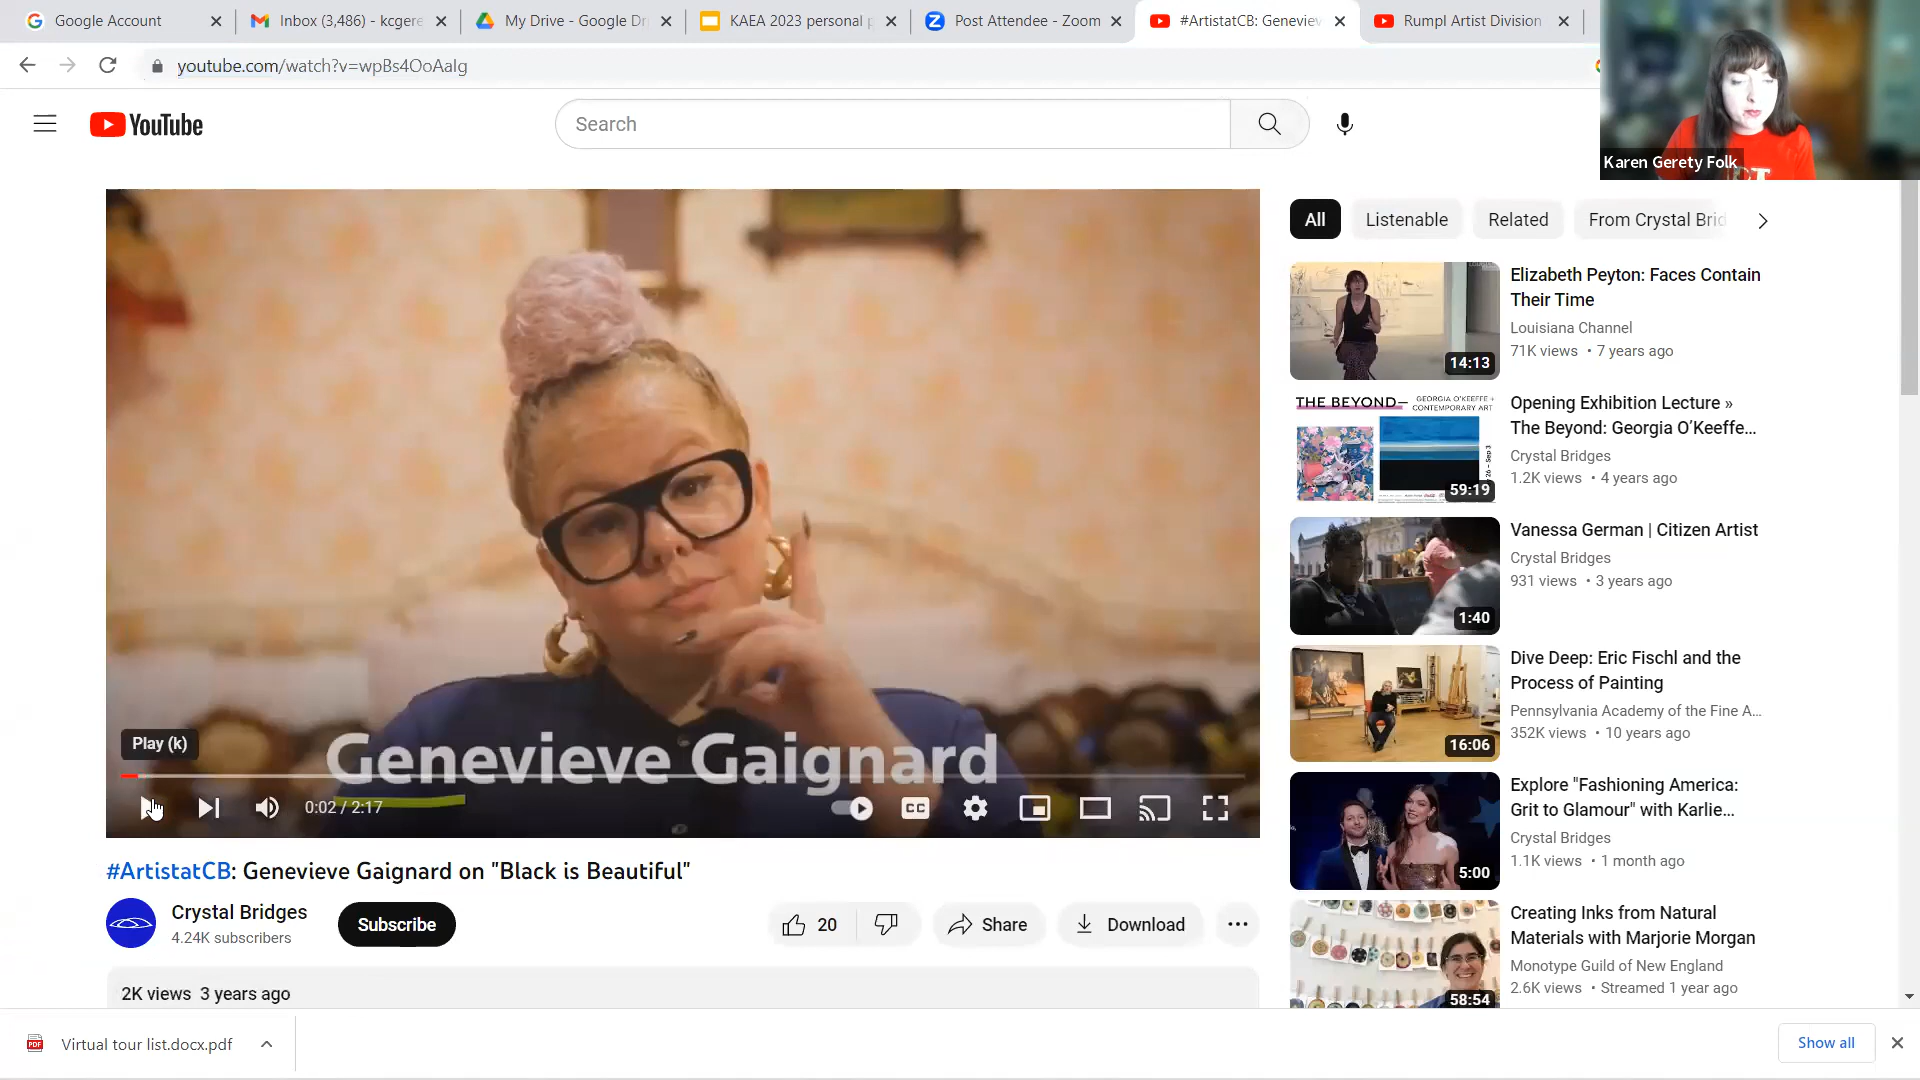 Google Account
Inbox (3,486) - kcgere
My Drive - Google Dr
KAEA 2023 personal p
Post Attendee - Zoom
#ArtistatCB: Geneviev
Rumpl Artist Division
youtube.com/watch?v=wpBs4OoAaIg
YouTube
Search
Karen Gerety Folk
All
Listenable
Related
From Crystal Brid
Genevieve Gaignard
Play (k)
0:02 / 2:17
CC
#ArtistatCB: Genevieve Gaignard on "Black is Beautiful"
Crystal Bridges
4.24K subscribers
Subscribe
20
Share
Download
2K views 3 years ago
14:13
Elizabeth Peyton: Faces Contain
Their Time
Louisiana Channel
71K views • 7 years ago
THE BEYOND—
GEORGIA O'KEEFFE +
CONTEMPORARY ART
59:19
Opening Exhibition Lecture »
The Beyond: Georgia O'Keeffe...
Crystal Bridges
1.2K views • 4 years ago
1:40
Vanessa German | Citizen Artist
Crystal Bridges
931 views • 3 years ago
16:06
Dive Deep: Eric Fischl and the
Process of Painting
Pennsylvania Academy of the Fine A...
352K views • 10 years ago
5:00
Explore "Fashioning America:
Grit to Glamour" with Karlie...
Crystal Bridges
1.1K views • 1 month ago
58:54
Creating Inks from Natural
Materials with Marjorie Morgan
Monotype Guild of New England
2.6K views • Streamed 1 year ago
PDF
Virtual tour list.docx.pdf
Show all